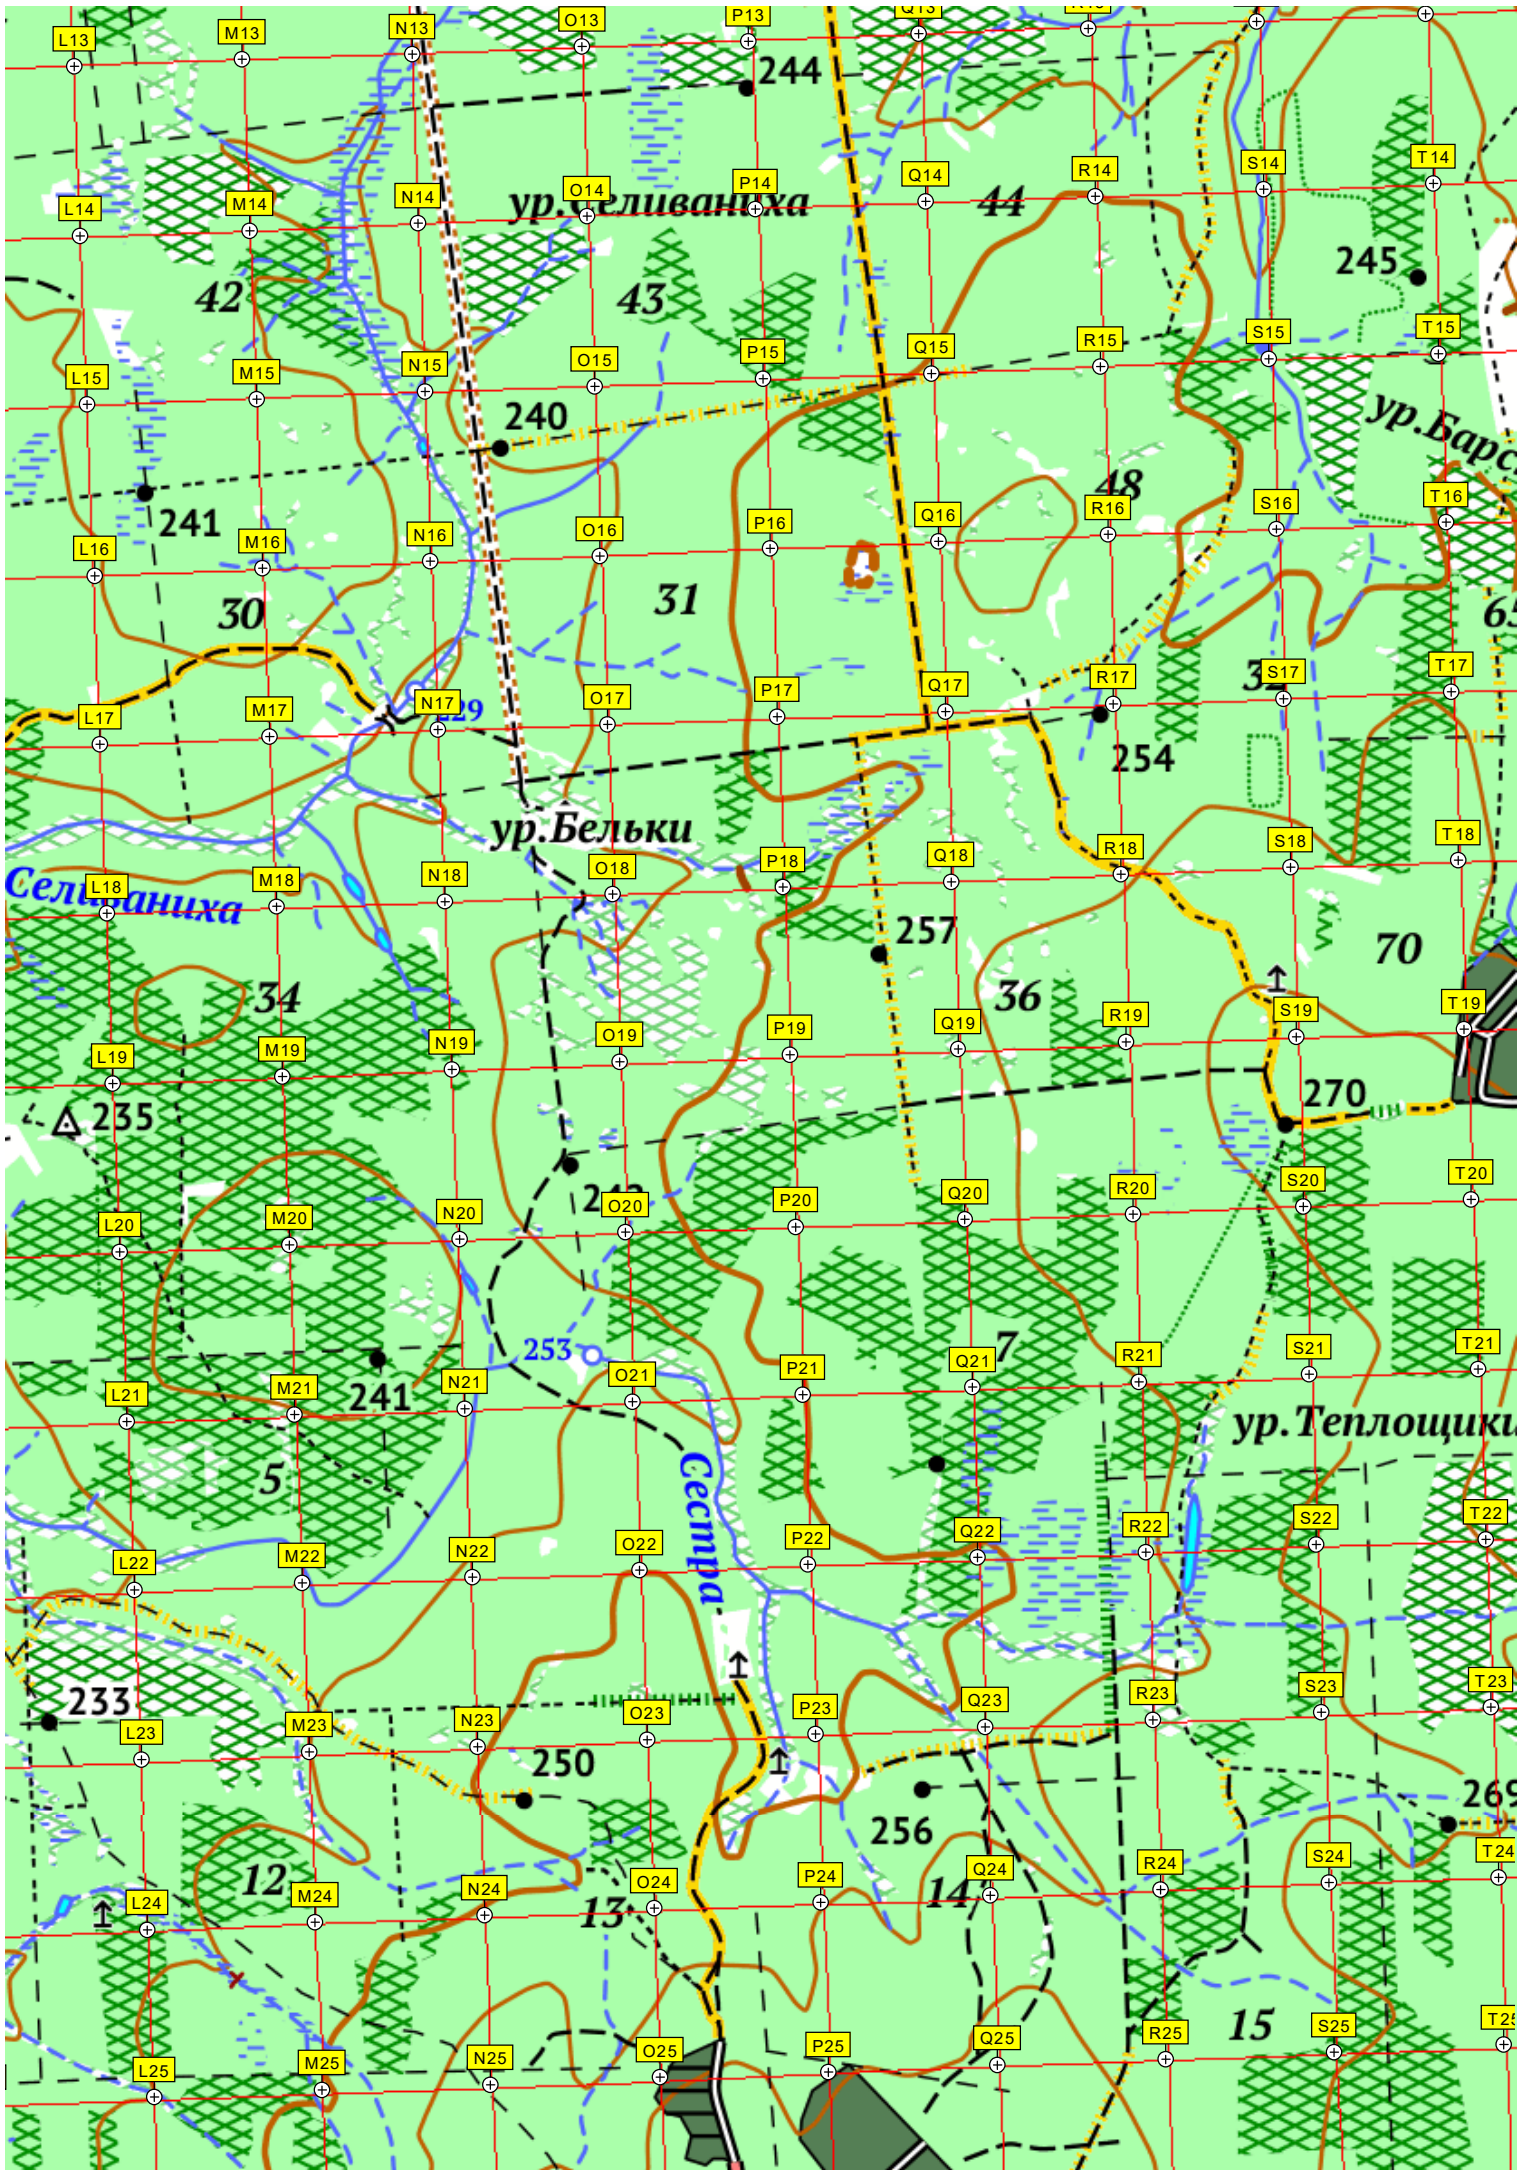 L13 M13 N13 O13 P13 Q13 R13
244
L14 M14 N14 O14 P14 Q14 R14 S14 T14
ур.Селиваниха
44
245
42
43
L15 M15 N15 O15 P15 Q15 R15 S15 T15
240
ур.Барс
241
48
L16 M16 N16 O16 P16 Q16 R16 S16 T16
30
31
65
L17 M17 N17 O17 P17 Q17 R17 S17 T17
229
254
ур.Бельки
L18 M18 N18 O18 P18 Q18 R18 S18 T18
Селиваниха
257
70
34
36
L19 M19 N19 O19 P19 Q19 R19 S19 T19
235
270
L20 M20 N20 O20 P20 Q20 R20 S20 T20
253
7
L21 M21 N21 O21 P21 Q21 R21 S21 T21
241
ур.Теплощики
5
Сестра
L22 M22 N22 O22 P22 Q22 R22 S22 T22
233
L23 M23 N23 O23 P23 Q23 R23 S23 T23
250
269
256
12
13
14
L24 M24 N24 O24 P24 Q24 R24 S24 T24
15
L25 M25 N25 O25 P25 Q25 R25 S25 T25